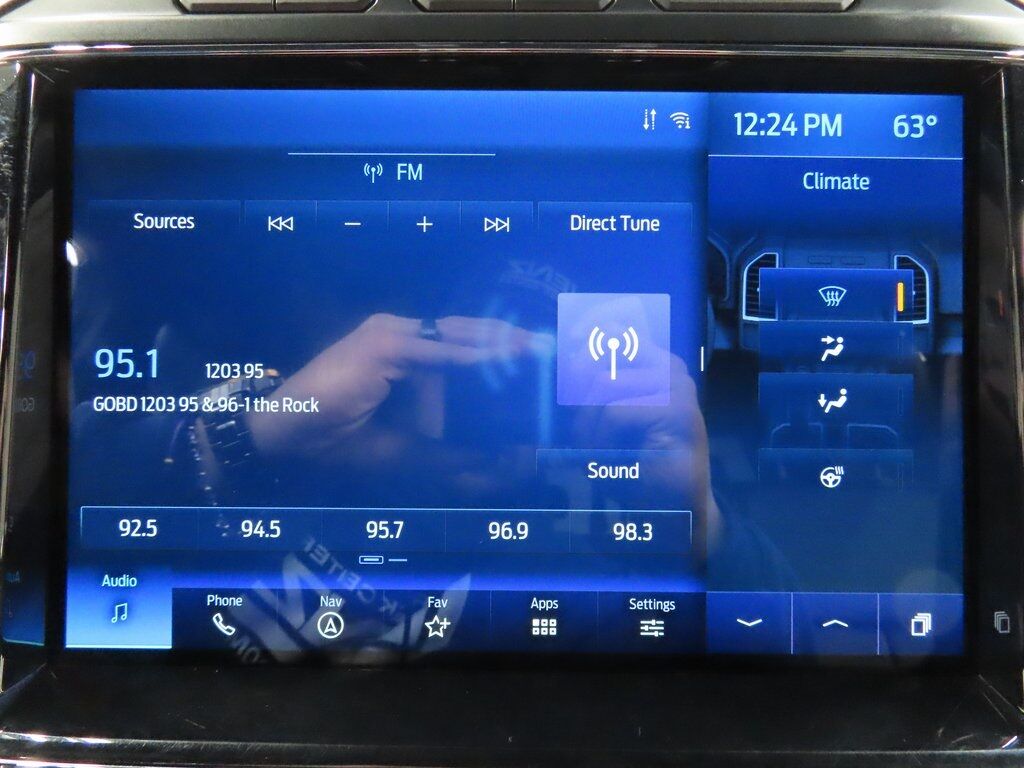 12:24 PM 63°
FM
Climate
Sources
Direct Tune
95.1 1203 95
GOBD 1203 95 & 96-1 the Rock
Sound
92.5 94.5 95.7 96.9 98.3
Audio
Phone Nav Fav Apps Settings